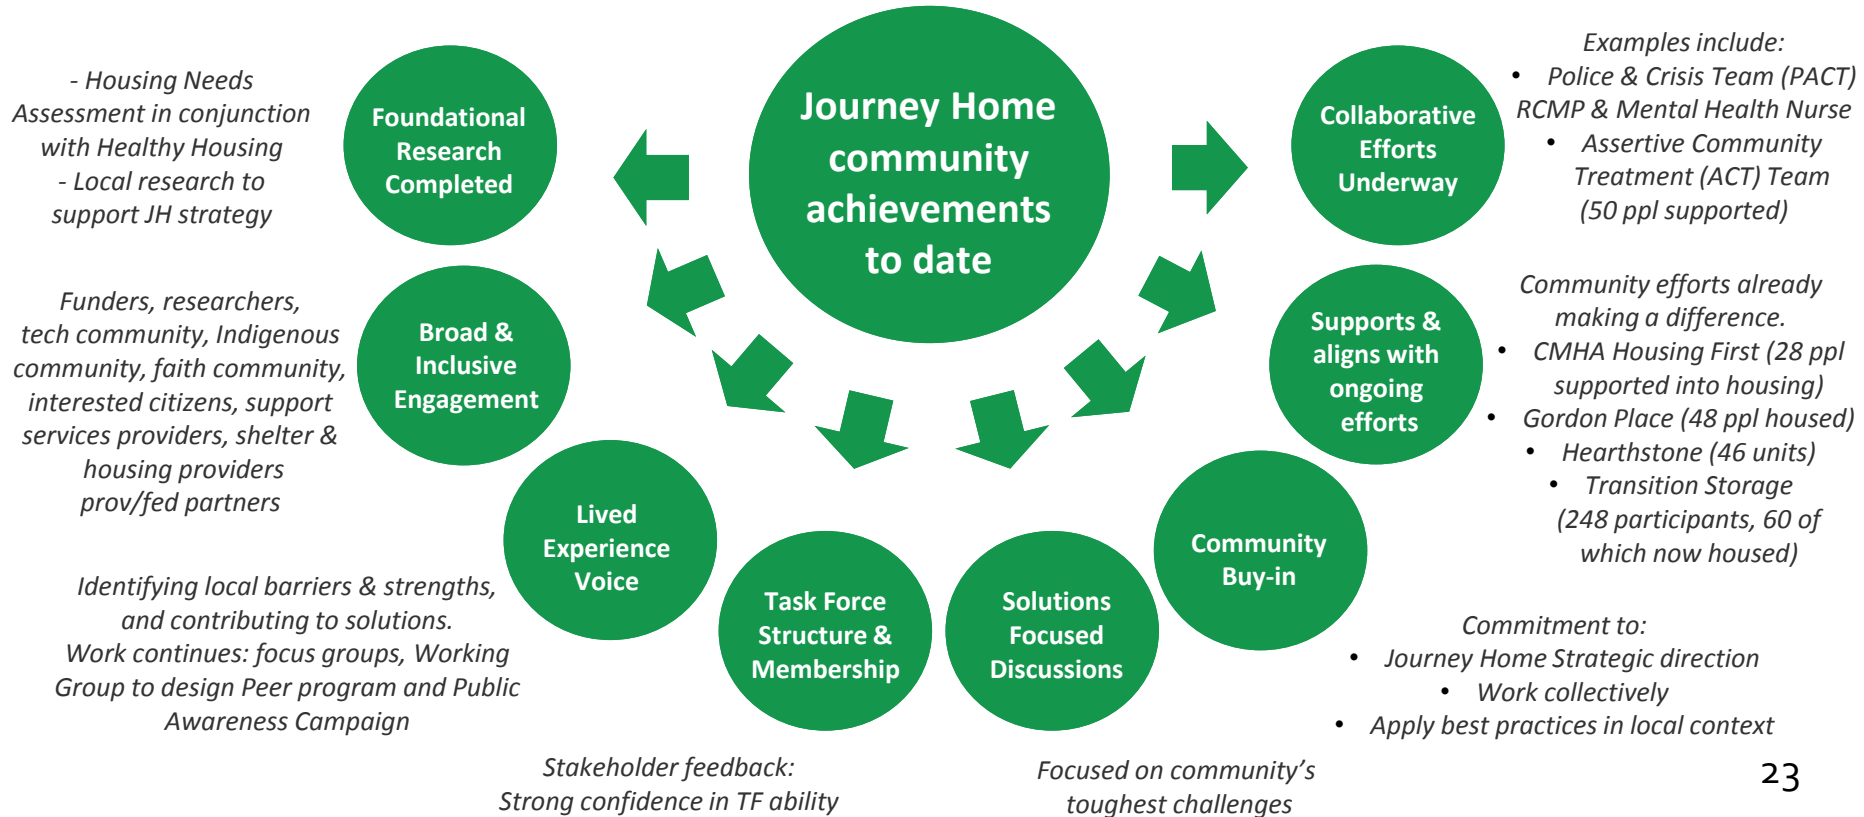 Journey Home
community
achievements
to date
Foundational
Research
Completed
- Housing Needs
Assessment in conjunction
with Healthy Housing
- Local research to
support JH strategy
Broad &
Inclusive
Engagement
Funders, researchers,
tech community, Indigenous
community, faith community,
interested citizens, support
services providers, shelter &
housing providers
prov/fed partners
Lived
Experience
Voice
Identifying local barriers & strengths,
and contributing to solutions.
Work continues: focus groups, Working
Group to design Peer program and Public
Awareness Campaign
Task Force
Structure &
Membership
Stakeholder feedback:
Strong confidence in TF ability
Solutions
Focused
Discussions
Focused on community's
toughest challenges
Community
Buy-in
Commitment to:
• Journey Home Strategic direction
• Work collectively
• Apply best practices in local context
Supports &
aligns with
ongoing
efforts
Community efforts already
making a difference.
• CMHA Housing First (28 ppl
supported into housing)
• Gordon Place (48 ppl housed)
• Hearthstone (46 units)
• Transition Storage
(248 participants, 60 of
which now housed)
Collaborative
Efforts
Underway
Examples include:
• Police & Crisis Team (PACT)
RCMP & Mental Health Nurse
• Assertive Community
Treatment (ACT) Team
(50 ppl supported)
23